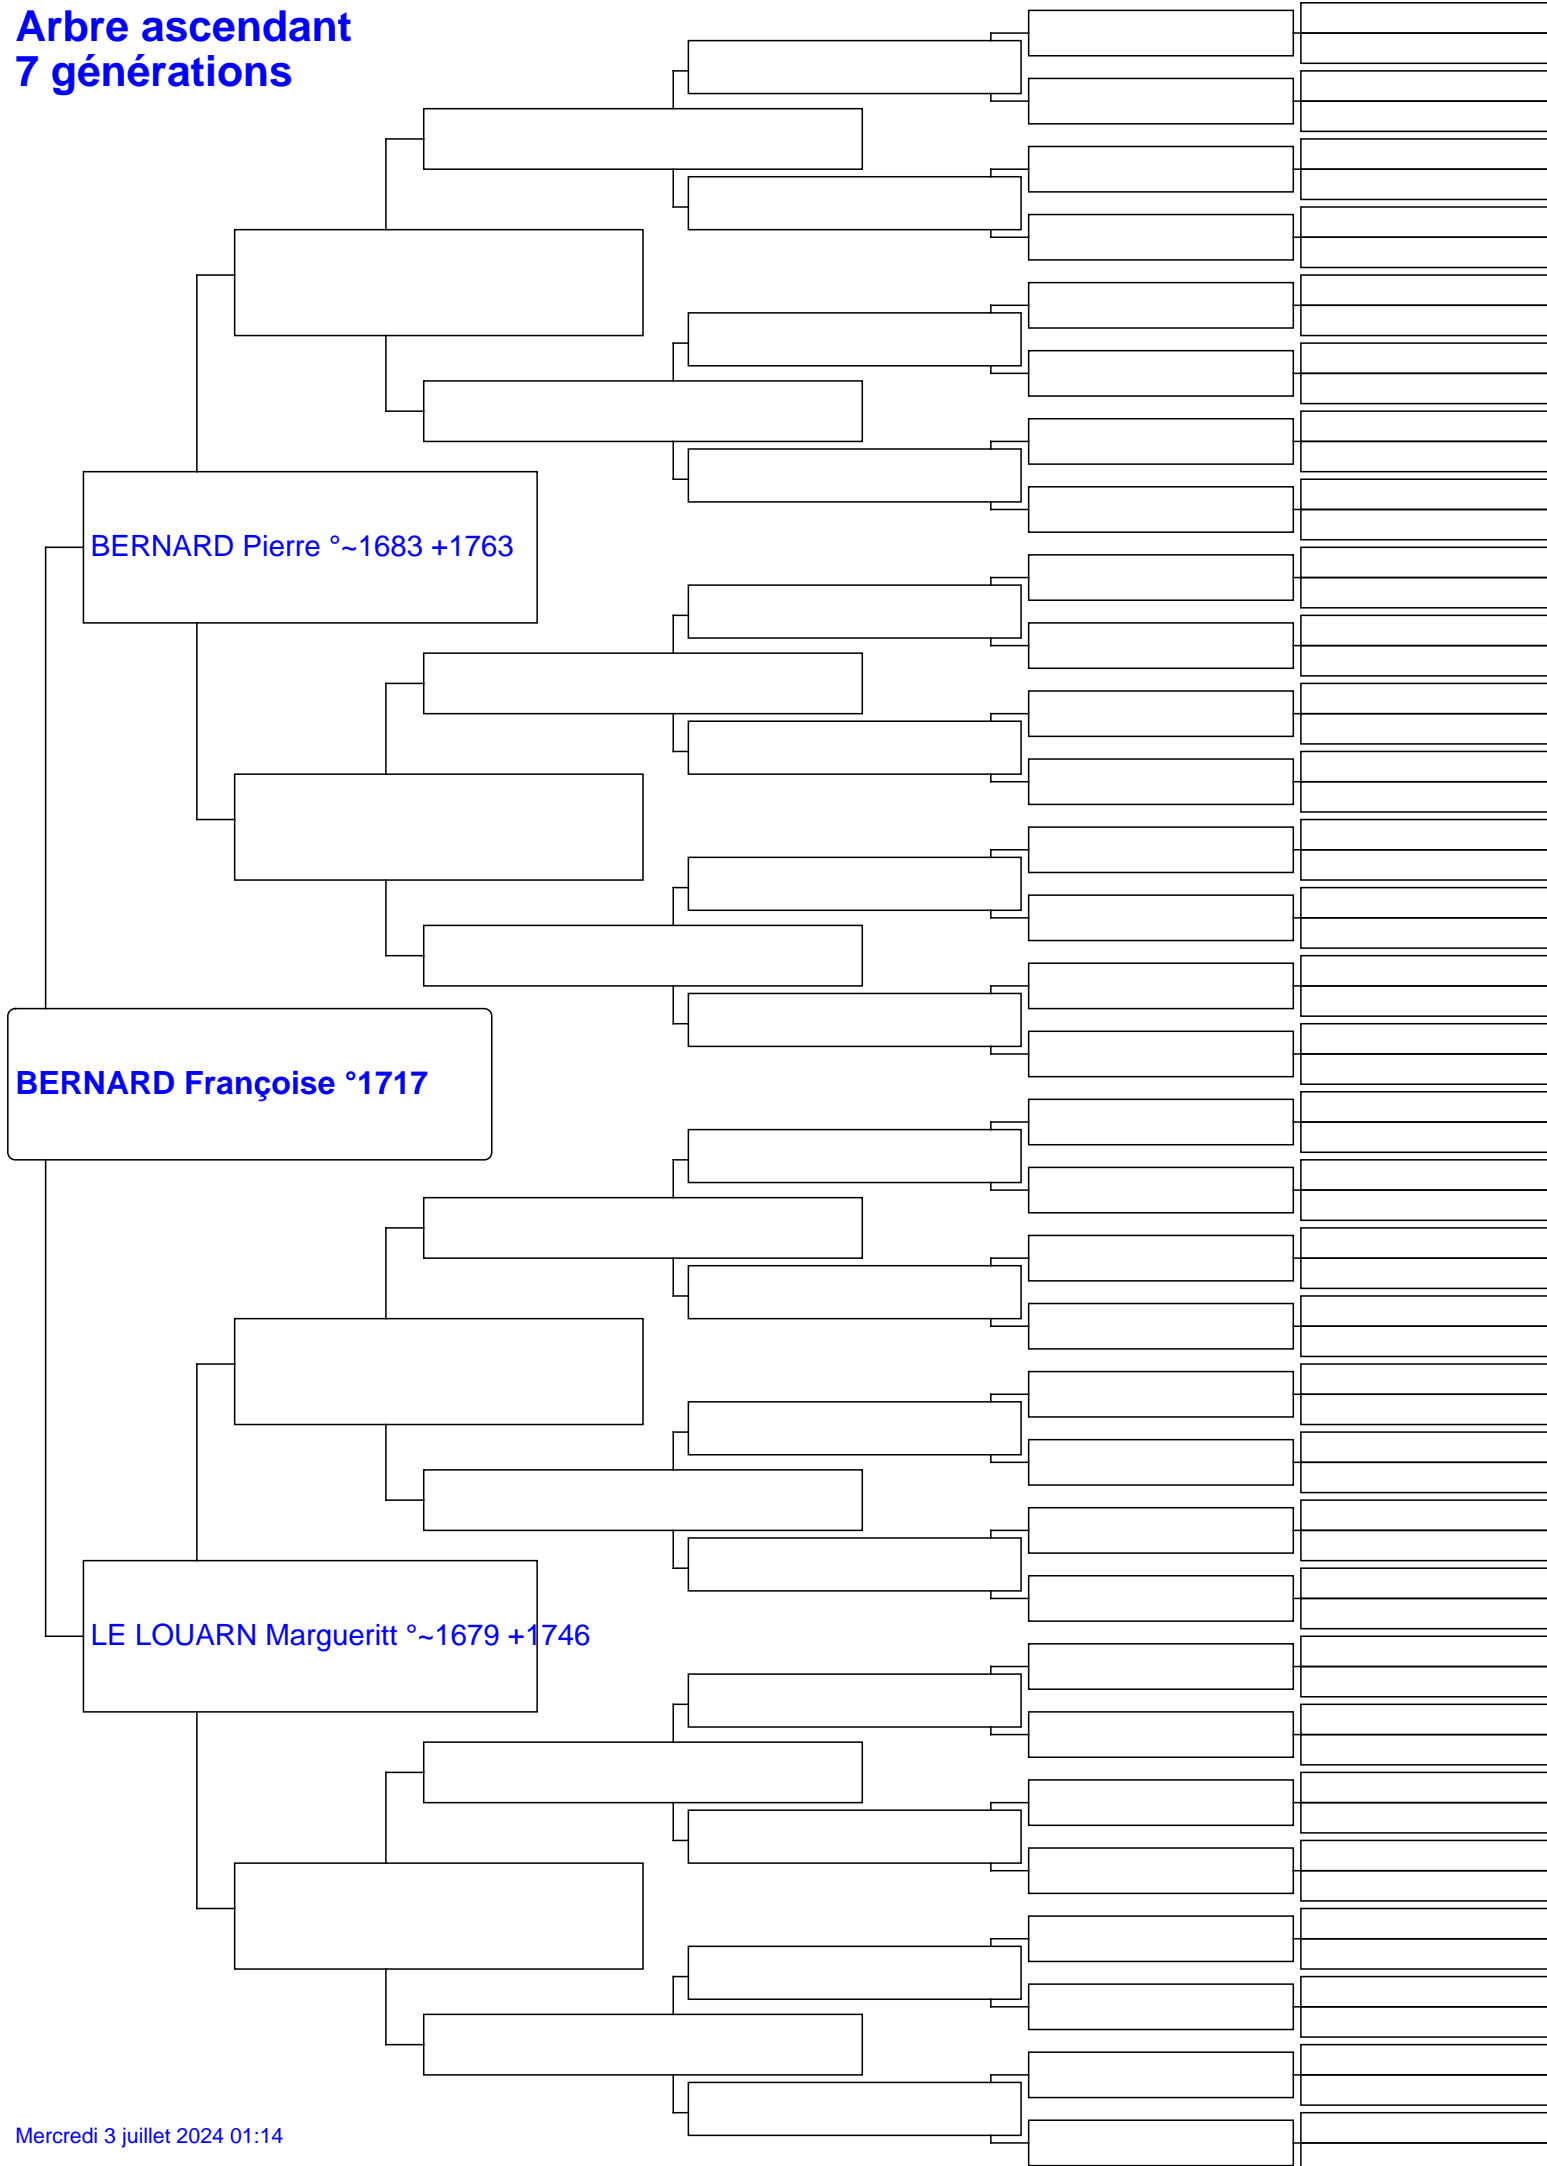 Arbre ascendant
7 générations
BERNARD Pierre °~1683 +1763
BERNARD Françoise °1717
LE LOUARN Margueritt °~1679 +1746
Mercredi 3 juillet 2024 01:14